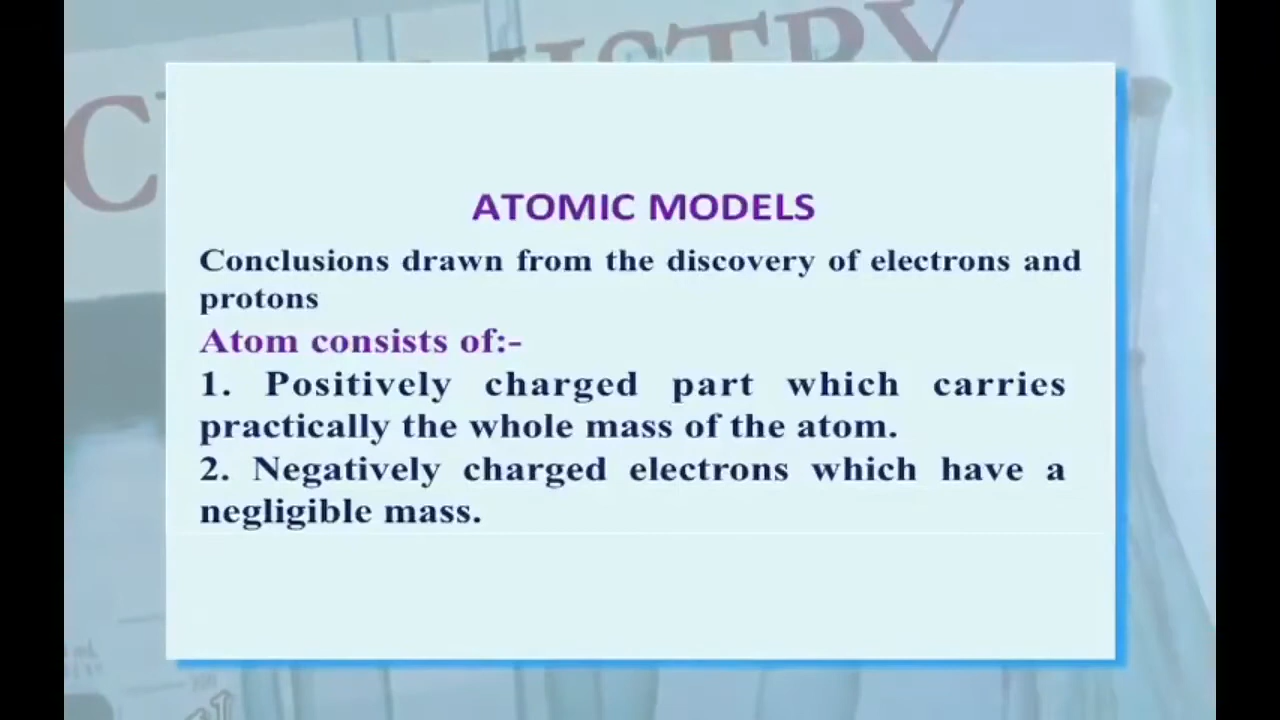 ATOMIC MODELS
Conclusions drawn from the discovery of electrons and
protons
Atom consists of:-
1. Positively charged part which carries
practically the whole mass of the atom.
2. Negatively charged electrons which have a
negligible mass.